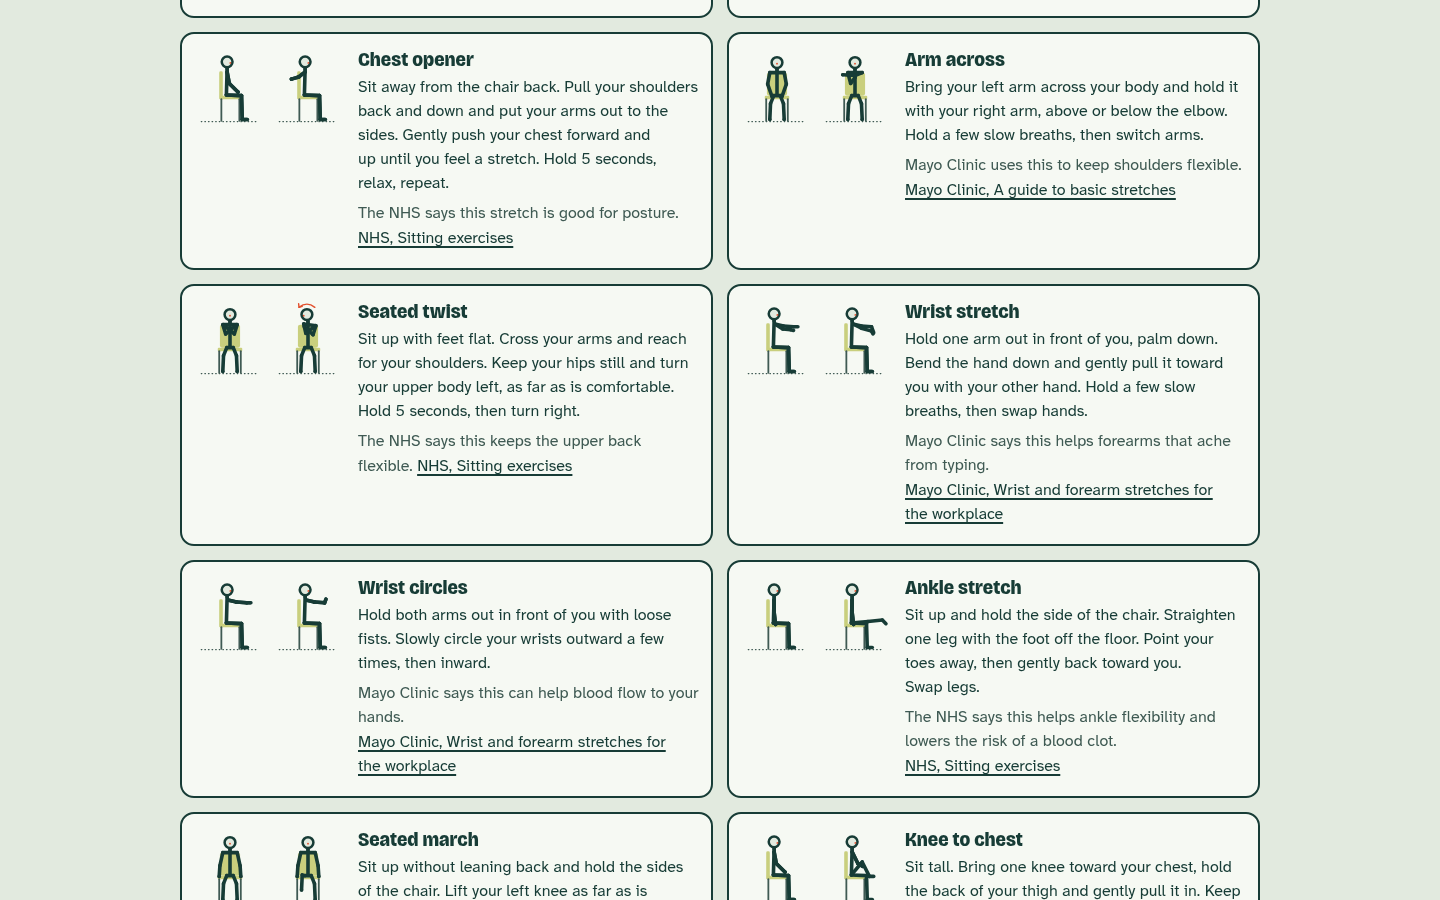 Chest opener
Sit away from the chair back. Pull your shoulders
back and down and put your arms out to the
sides. Gently push your chest forward and
up until you feel a stretch. Hold 5 seconds,
relax, repeat.
The NHS says this stretch is good for posture.
NHS, Sitting exercises
Arm across
Bring your left arm across your body and hold it
with your right arm, above or below the elbow.
Hold a few slow breaths, then switch arms.
Mayo Clinic uses this to keep shoulders flexible.
Mayo Clinic, A guide to basic stretches
Seated twist
Sit up with feet flat. Cross your arms and reach
for your shoulders. Keep your hips still and turn
your upper body left, as far as is comfortable.
Hold 5 seconds, then turn right.
The NHS says this keeps the upper back
flexible. NHS, Sitting exercises
Wrist stretch
Hold one arm out in front of you, palm down.
Bend the hand down and gently pull it toward
you with your other hand. Hold a few slow
breaths, then swap hands.
Mayo Clinic says this helps forearms that ache
from typing.
Mayo Clinic, Wrist and forearm stretches for
the workplace
Wrist circles
Hold both arms out in front of you with loose
fists. Slowly circle your wrists outward a few
times, then inward.
Mayo Clinic says this can help blood flow to your
hands.
Mayo Clinic, Wrist and forearm stretches for
the workplace
Ankle stretch
Sit up and hold the side of the chair. Straighten
one leg with the foot off the floor. Point your
toes away, then gently back toward you.
Swap legs.
The NHS says this helps ankle flexibility and
lowers the risk of a blood clot.
NHS, Sitting exercises
Seated march
Sit up without leaning back and hold the sides
of the chair. Lift your left knee as far as is
Knee to chest
Sit tall. Bring one knee toward your chest, hold
the back of your thigh and gently pull it in. Keep